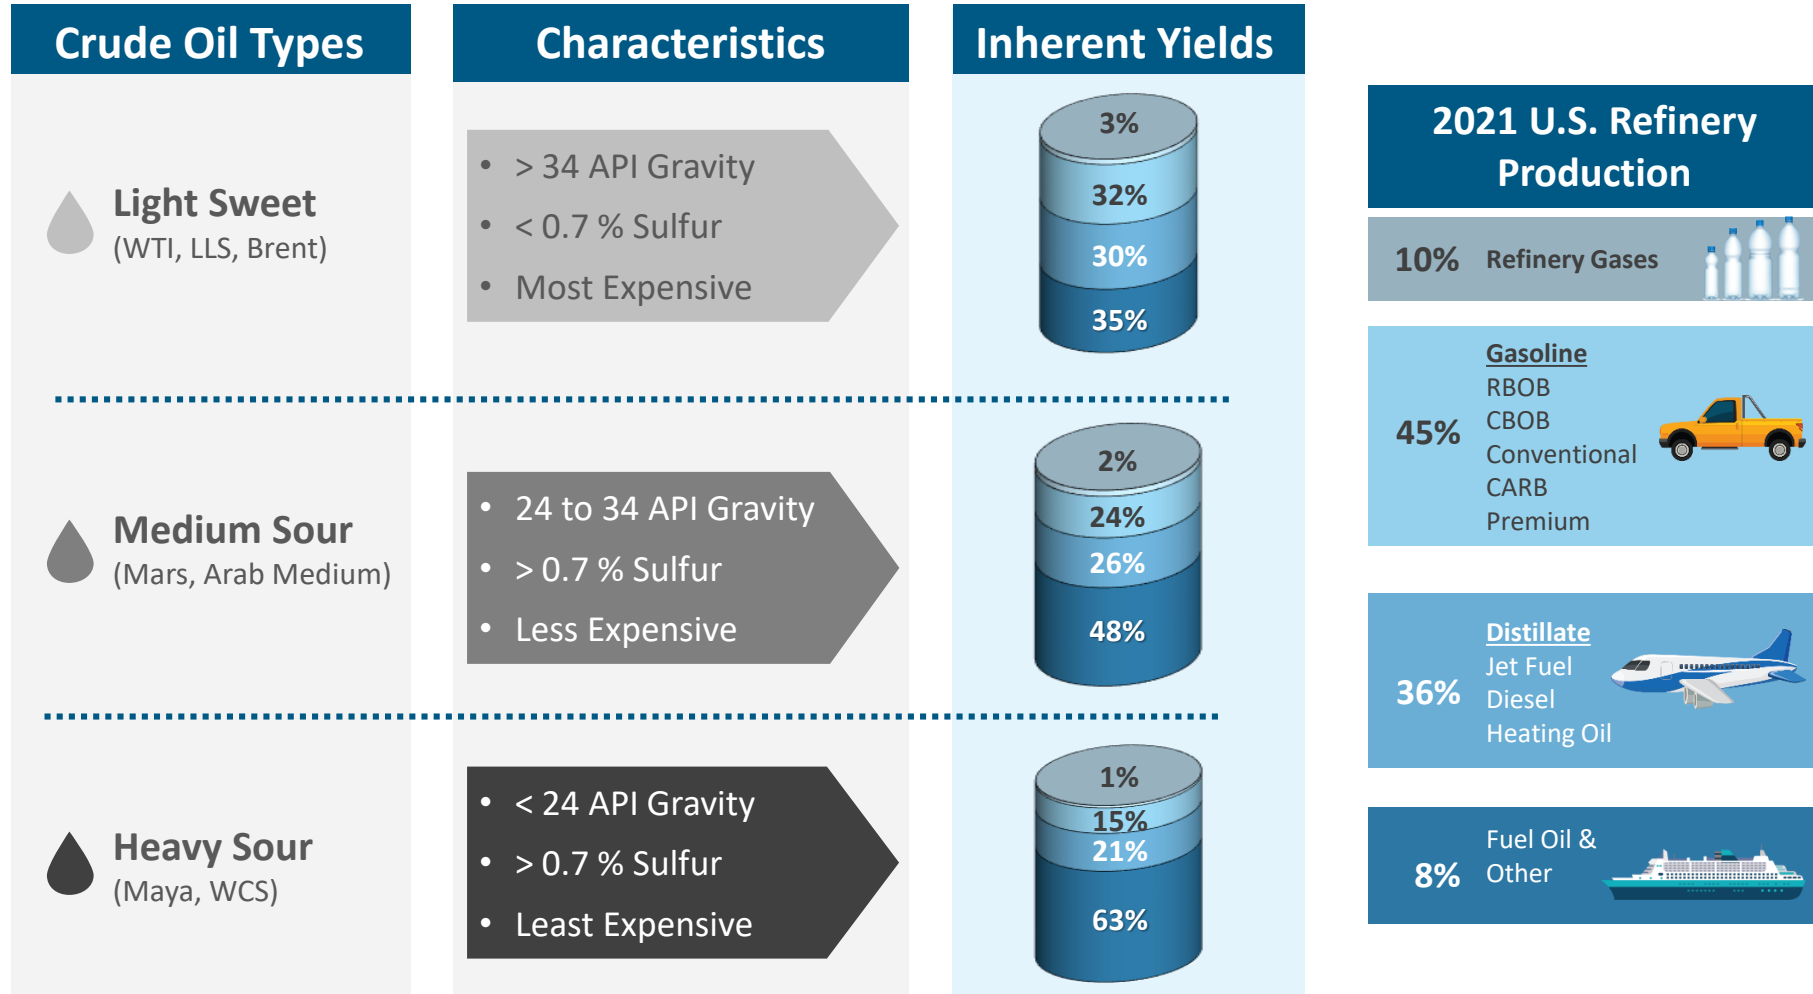 Crude Oil Types
Characteristics
Inherent Yields
2021 U.S. Refinery
Production
Light Sweet
(WTI, LLS, Brent)
• > 34 API Gravity
• < 0.7 % Sulfur
• Most Expensive
3%
32%
30%
35%
Medium Sour
(Mars, Arab Medium)
• 24 to 34 API Gravity
• > 0.7 % Sulfur
• Less Expensive
2%
24%
26%
48%
Heavy Sour
(Maya, WCS)
• < 24 API Gravity
• > 0.7 % Sulfur
• Least Expensive
1%
15%
21%
63%
10% Refinery Gases
45%
Gasoline
RBOB
CBOB
Conventional
CARB
Premium
36%
Distillate
Jet Fuel
Diesel
Heating Oil
8%
Fuel Oil &
Other